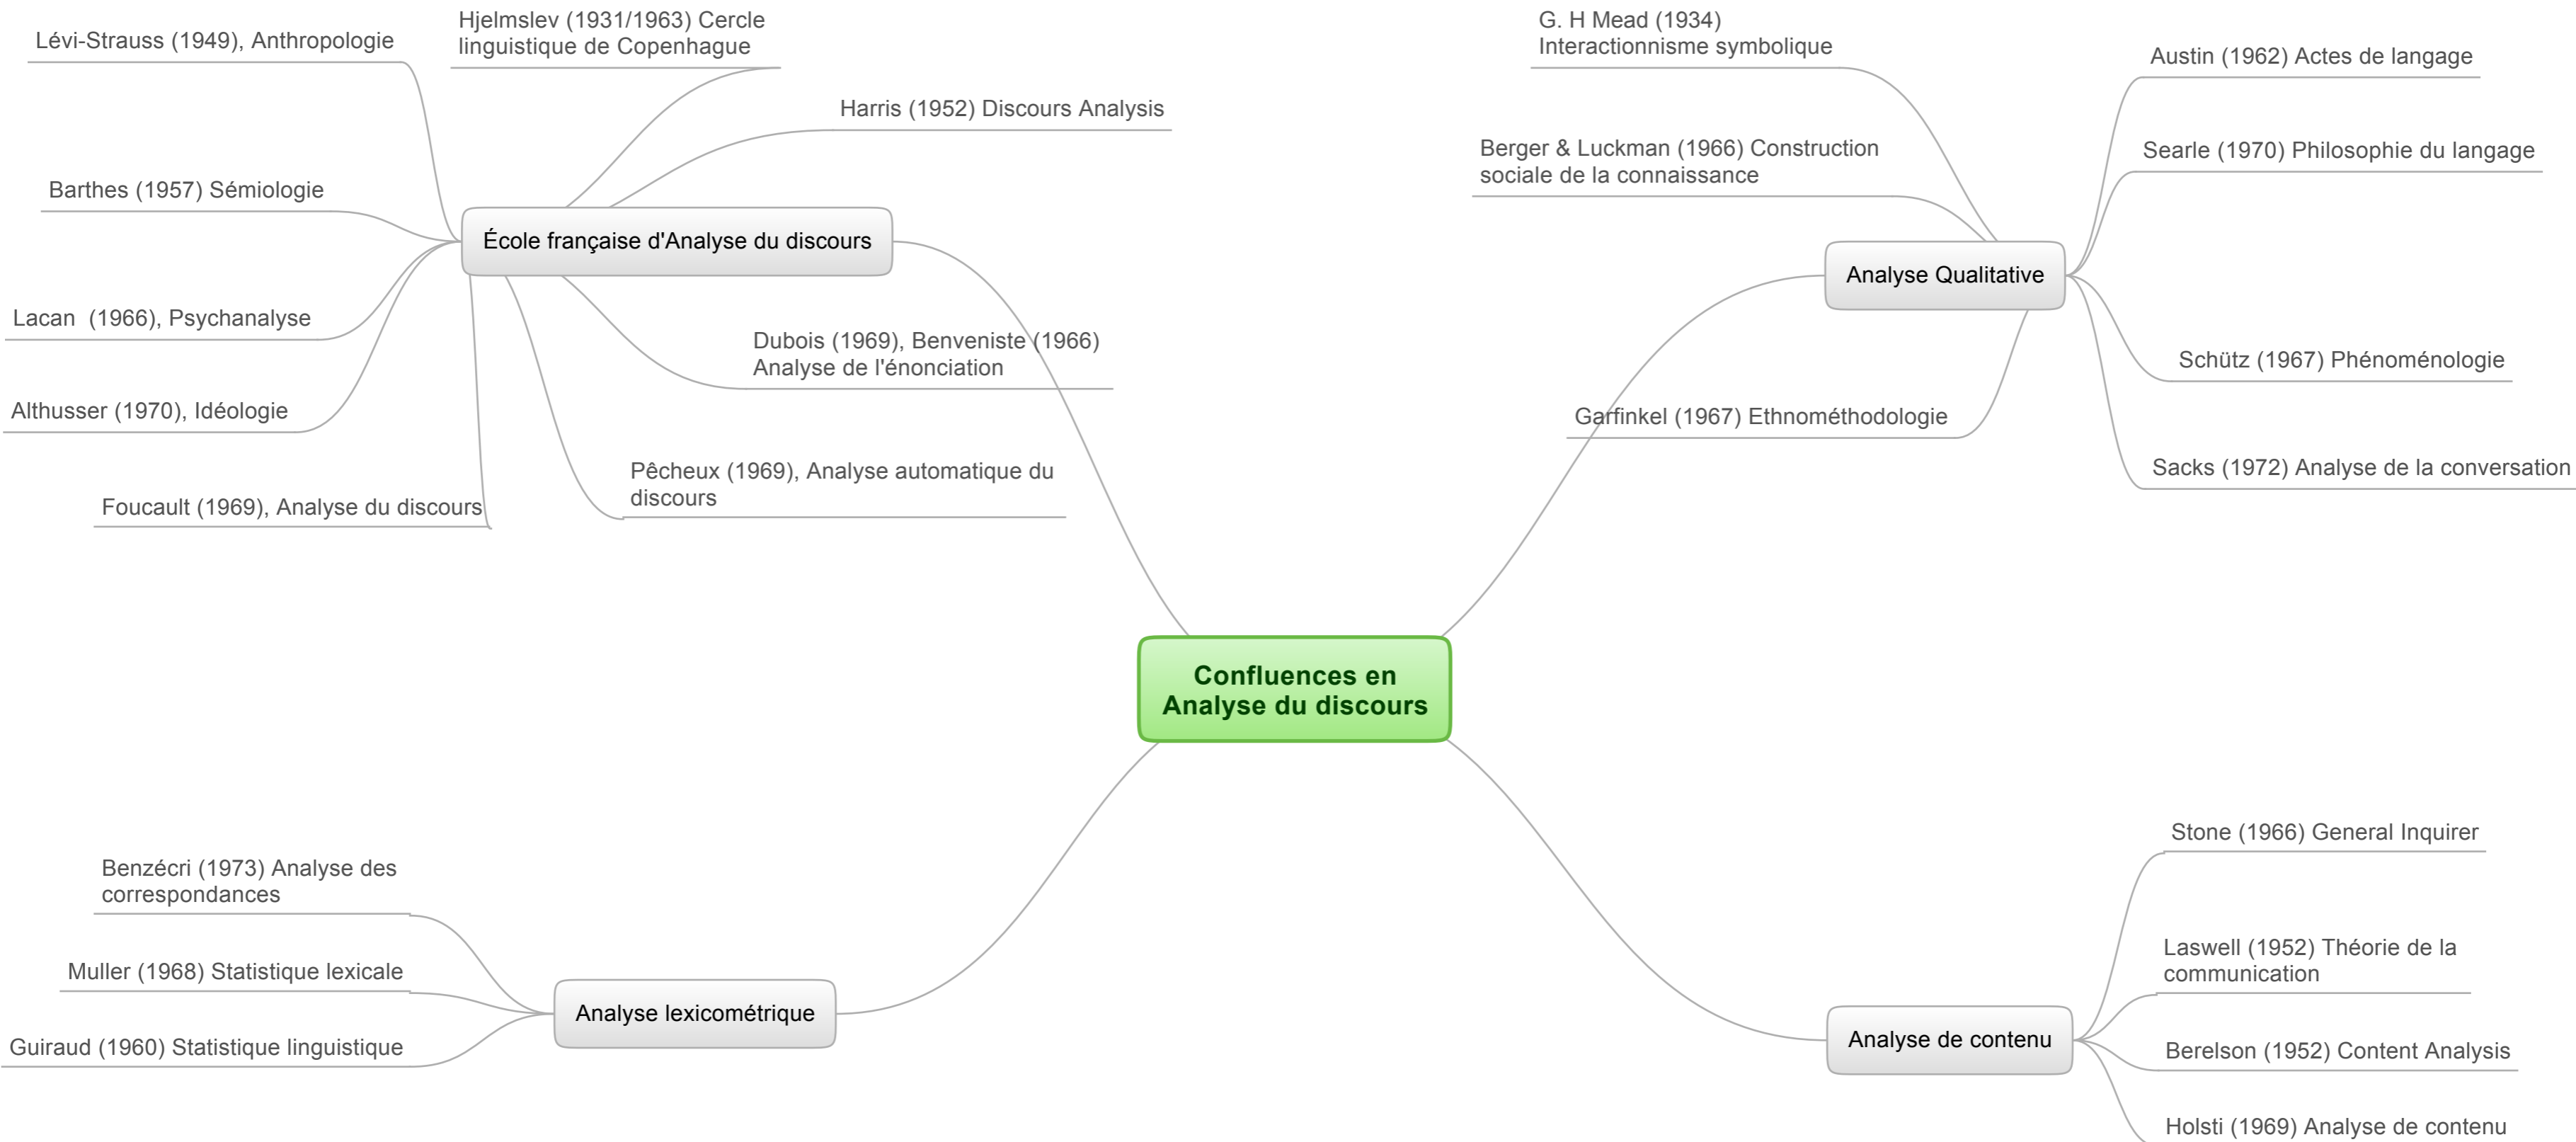 Hjelmslev (1931/1963) Cercle
linguistique de Copenhague
Lévi-Strauss (1949), Anthropologie
Harris (1952) Discours Analysis
Barthes (1957) Sémiologie
École française d'Analyse du discours
Lacan  (1966), Psychanalyse
Dubois (1969), Benveniste (1966)
Analyse de l'énonciation
Althusser (1970), Idéologie
Pêcheux (1969), Analyse automatique du
discours
Foucault (1969), Analyse du discours
G. H Mead (1934)
Interactionnisme symbolique
Austin (1962) Actes de langage
Berger & Luckman (1966) Construction
sociale de la connaissance
Searle (1970) Philosophie du langage
Analyse Qualitative
Schütz (1967) Phénoménologie
Garfinkel (1967) Ethnométhodologie
Sacks (1972) Analyse de la conversation
Confluences en
Analyse du discours
Benzécri (1973) Analyse des
correspondances
Muller (1968) Statistique lexicale
Analyse lexicométrique
Guiraud (1960) Statistique linguistique
Stone (1966) General Inquirer
Laswell (1952) Théorie de la
communication
Analyse de contenu
Berelson (1952) Content Analysis
Holsti (1969) Analyse de contenu